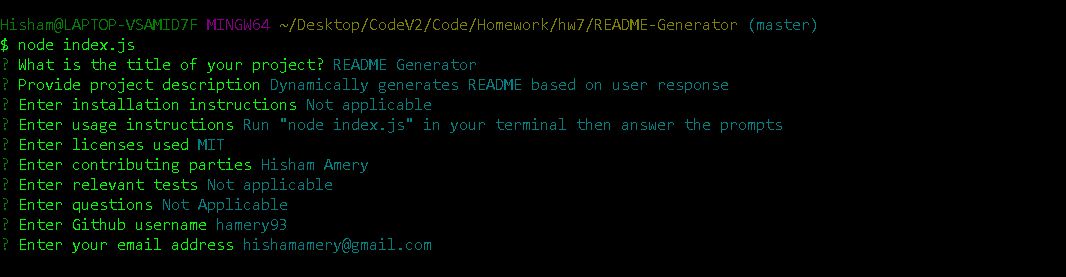 Hisham@LAPTOP-VSAMID7F MINGW64 ~/Desktop/CodeV2/Code/Homework/hw7/README-Generator (master)
$ node index.js
? What is the title of your project? README Generator
? Provide project description Dynamically generates README based on user response
? Enter installation instructions Not applicable
? Enter usage instructions Run "node index.js" in your terminal then answer the prompts
? Enter licenses used MIT
? Enter contributing parties Hisham Amery
? Enter relevant tests Not applicable
? Enter questions Not Applicable
? Enter Github username hamery93
? Enter your email address hishamamery@gmail.com